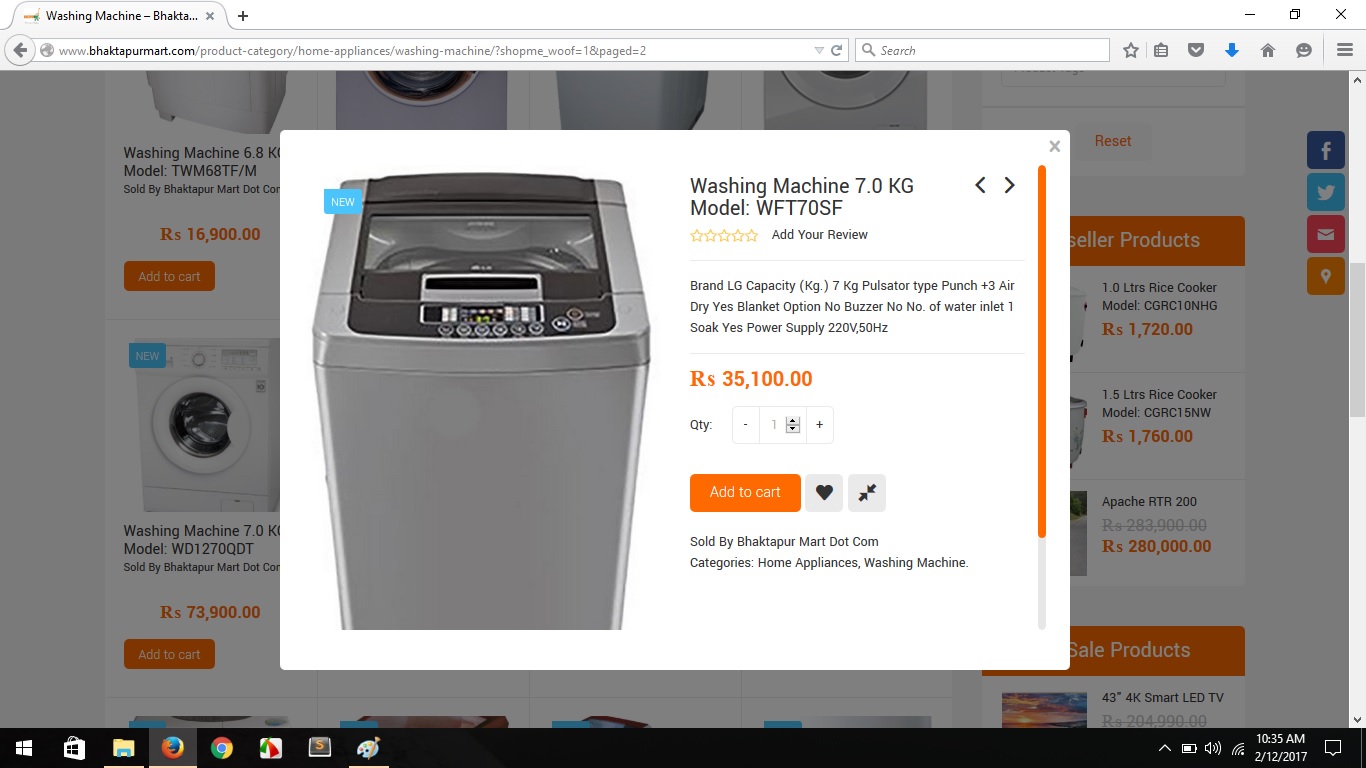 Washing Machine – Bhakta...
www.bhaktapurmart.com/product-category/home-appliances/washing-machine/?shopme_woof=1&paged=2
Search
Washing Machine 6.8 KG
Model: TWM68TF/M
Sold By Bhaktapur Mart Dot Com
Rs 16,900.00
Add to cart
NEW
Washing Machine 7.0 KG
Model: WD1270QDT
Sold By Bhaktapur Mart Dot Com
Rs 73,900.00
Add to cart
NEW
LG
Washing Machine 7.0 KG
Model: WFT70SF
Add Your Review
Brand LG Capacity (Kg.) 7 Kg Pulsator type Punch +3 Air
Dry Yes Blanket Option No Buzzer No No. of water inlet 1
Soak Yes Power Supply 220V,50Hz
Rs 35,100.00
Qty: - 1 +
Add to cart
Sold By Bhaktapur Mart Dot Com
Categories: Home Appliances, Washing Machine.
Reset
seller Products
1.0 Ltrs Rice Cooker
Model: CGRC10NHG
Rs 1,720.00
1.5 Ltrs Rice Cooker
Model: CGRC15NW
Rs 1,760.00
Apache RTR 200
Rs 283,900.00
Rs 280,000.00
Sale Products
43" 4K Smart LED TV
Rs 204,990.00
10:35 AM
2/12/2017